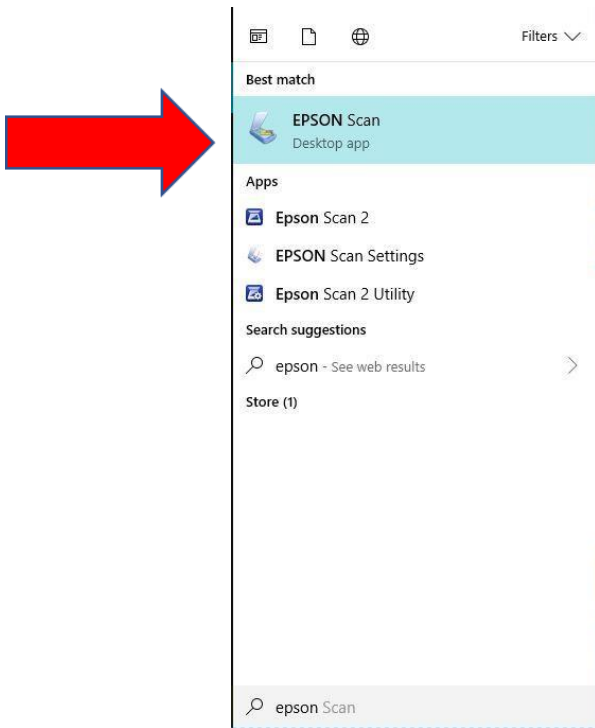 Filters
Best match
EPSON Scan
Desktop app
Apps
Epson Scan 2
EPSON Scan Settings
Epson Scan 2 Utility
Search suggestions
epson - See web results
Store (1)
epson Scan